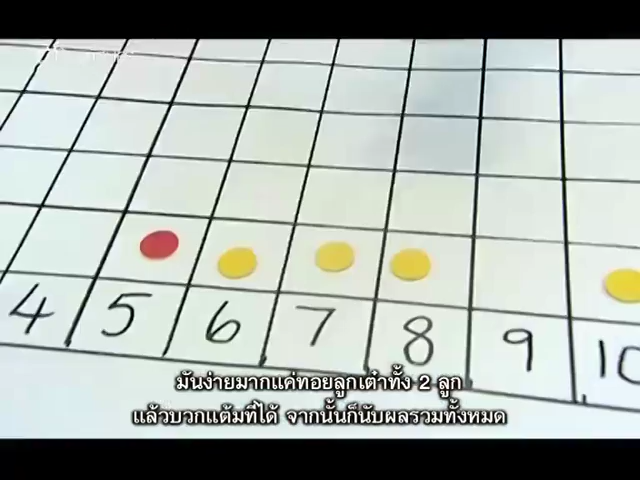 4 5 6 7 8 9 10
มันง่ายมากแค่ทอยลูกเต๋าทั้ง 2 ลูก
แล้วบวกแต้มที่ได้ จากนั้นก็นับผลรวมทั้งหมด